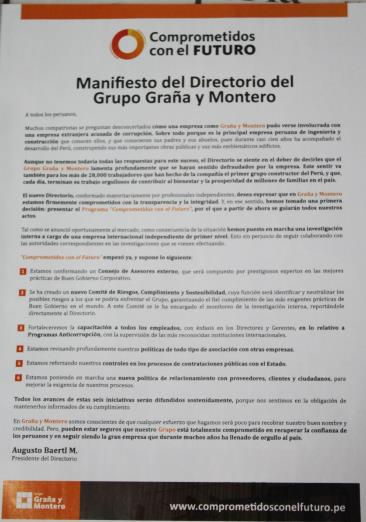 Comprometidos
con el FUTURO
Manifiesto del Directorio del
Grupo Graña y Montero
A todos los peruanos,
Muchos compatriotas se preguntan desconcertados cómo una empresa como Graña y Montero pudo verse involucrada con
una empresa extranjera acusada de corrupción. Sobre todo porque es la principal empresa peruana de ingeniería y
construcción que conocen ellos, y que conocieron sus padres y sus abuelos, pues durante casi cien años ha acompañado el
desarrollo del Perú, construyendo sus más importantes obras públicas y sus más emblemáticos edificios.
Aunque no tenemos todavía todas las respuestas para este suceso, el Directorio se siente en el deber de decirles que el
Grupo Graña y Montero lamenta profundamente que se hayan sentido defraudados por la empresa. Este sentir va
también para más de 28,000 trabajadores que han hecho de la compañía el primer grupo constructor del Perú y que,
cada día, terminan su trabajo orgullosos de contribuir al bienestar y la prosperidad de millones de familias en el país.
El nuevo Directorio, conformado mayoritariamente por profesionales independientes, desea expresar que en Graña y Montero
estamos firmemente comprometidos con la transparencia y la integridad. Y, en ese sentido, hemos tomado una primera
decisión: presentar el Programa "Comprometidos con el Futuro", por el que a partir de ahora se guiarán todos nuestros
actos.
Tal como se anunció oportunamente al mercado, como consecuencia de la situación hemos puesto en marcha una investigación
interna a cargo de una empresa internacional independiente de primer nivel. Esto sin perjuicio de seguir colaborando con
las autoridades correspondientes en las investigaciones que se vienen efectuando.
"Comprometidos con el Futuro" empezó ya, y supone lo siguiente:
1 Estamos conformando un Consejo de Asesores externo, que será compuesto por prestigiosos expertos en las mejores
prácticas de Buen Gobierno Corporativo.
2 Se ha creado un nuevo Comité de Riesgos, Cumplimiento y Sostenibilidad, cuya función será identificar y neutralizar los
posibles riesgos a los que se podría enfrentar el Grupo, garantizando el fiel cumplimiento de las más exigentes prácticas de
Buen Gobierno en el mundo. A este Comité se le ha encargado el monitoreo de la investigación interna, reportándole
directamente al Directorio.
3 Fortaleceremos la capacitación a todos los empleados, con énfasis en los Directores y Gerentes, en lo relativo a
Programas Anticorrupción, con la supervisión de las más reconocidas instituciones internacionales.
4 Estamos revisando profundamente nuestras políticas de todo tipo de asociación con otras empresas.
5 Estamos reforzando nuestros controles en los procesos de contrataciones públicas con el Estado.
6 Estamos poniendo en marcha una nueva política de relacionamiento con proveedores, clientes y ciudadanos, para
mejorar la exigencia de nuestros procesos.
Todos los avances de estas seis iniciativas serán difundidos sostenidamente, porque nos sentimos en la obligación de
mantenerlos informados de su cumplimiento.
En Graña y Montero somos conscientes de que cualquier esfuerzo que hagamos será poco para recobrar nuestro buen nombre y
credibilidad. Pero, pueden estar seguros que nuestro Grupo está totalmente comprometido en recuperar la confianza de
los peruanos y en seguir siendo la gran empresa que durante muchos años ha llenado de orgullo al país.
Augusto Baertl M.
Presidente del Directorio
Grupo
Graña y
Montero
www.comprometidosconelfuturo.pe